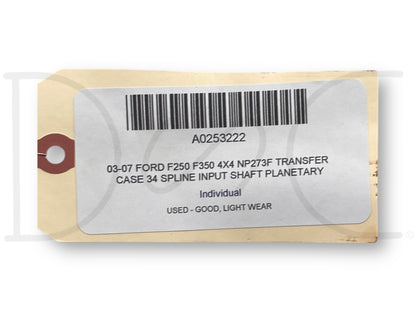 A0253222
03-07 FORD F250 F350 4X4 NP273F TRANSFER
CASE 34 SPLINE INPUT SHAFT PLANETARY
Individual
USED - GOOD, LIGHT WEAR